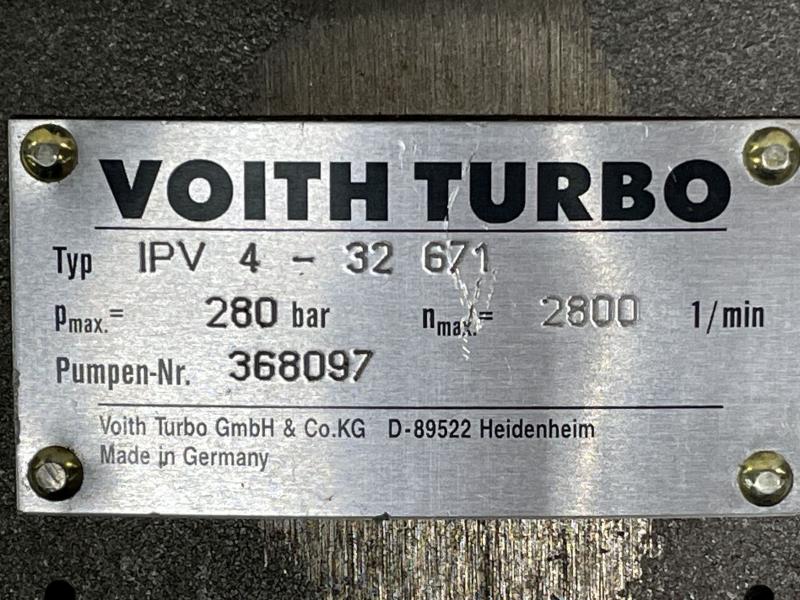 VOITH TURBO
Typ IPV 4 - 32 671
pmax.= 280 bar nmax.= 2800 1/min
Pumpen-Nr. 368097
Voith Turbo GmbH & Co.KG D-89522 Heidenheim
Made in Germany